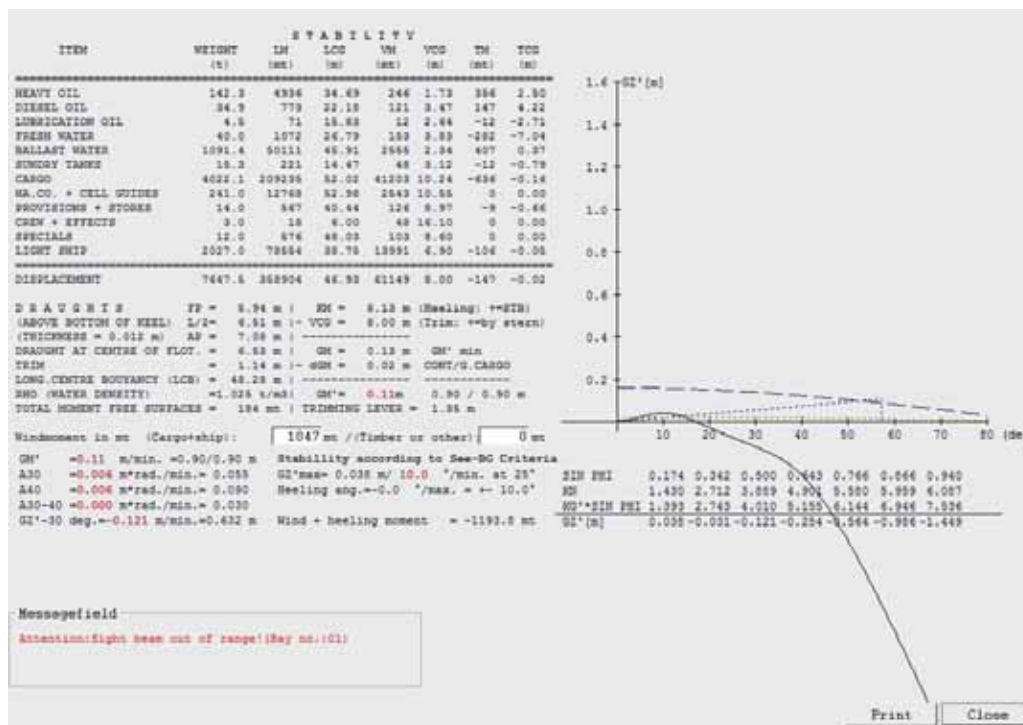 S T A B I L I T Y
ITEM WEIGHT LM LCG VM VCG TM TCG
(t) (mt) (m) (mt) (m) (mt) (m)
HEAVY OIL 142.3 4936 34.69 246 1.73 356 2.50
DIESEL OIL 34.9 773 22.18 121 3.47 147 4.22
LUBRICATION OIL 4.5 71 12 2.64 -12 -2.71
FRESH WATER 40.0 1072 26.79 153 3.83 -282 -7.04
BALLAST WATER 1091.4 50111 45.91 2555 2.34 407 0.37
SUNDRY TANKS 15.3 221 14.47 48 3.12 -12 -0.79
CARGO 4022.1 209235 52.02 41203 10.24 -636 -0.16
HA.CO. + CELL GUIDES 241.0 12768 52.98 2543 10.55 0 0.00
PROVISIONS + STORES 14.0 567 40.44 126 8.97 -9 -0.66
CREW + EFFECTS 3.0 18 6.00 48 16.10 0 0.00
SPECIALS 12.0 576 48.03 103 8.60 0 0.00
LIGHT SHIP 2027.0 78554 38.75 13991 6.90 -106 -0.05
DISPLACEMENT 7647.5 358904 46.93 61149 8.00 -147 -0.02
D R A U G H T S FP = 5.94 m | KM = 8.13 m (Heeling: +=STB)
(ABOVE BOTTOM OF KEEL) L/2= 6.51 m |- VCG = 8.00 m (Trim: +=by stern)
(THICKNESS = 0.012 m) AP = 7.08 m | ---------------
DRAUGHT AT CENTRE OF FLOT. = 6.53 m | GM = 0.13 m GM' min
TRIM = 1.14 m |- dGM = 0.02 m CONT/G.CARGO
LONG.CENTRE BOUYANCY (LCB) = 48.28 m | --------------- -----------
RHO (WATER DENSITY) =1.025 t/m3| GM'= 0.11m 0.90 / 0.90 m
TOTAL MOMENT FREE SURFACES = 184 mt | TRIMMING LEVER = 1.35 m
Windmoment in mt (Cargo+ship): 1047 mt /(Timber or other): 0 mt
GM' =0.11 m/min. =0.90/0.90 m Stabillity according to See-BG Criteria
A30 =0.006 m*rad./min.= 0.055 GZ'max= 0.038 m/ 10.0 °/min. at 25°
A40 =0.006 m*rad./min.= 0.090 Heeling ang.=-0.0 °/max. = +- 10.0°
A30-40 =0.000 m*rad./min.= 0.030
GZ'-30 deg.=-0.121 m/min.=0.632 m Wind + heeling moment = -1193.8 mt
1.6 GZ'[m]
1.4
1.2
1.0
0.8
0.6
0.4
0.2
10 20 30 40 50 60 70 80 (de
SIN PHI 0.174 0.342 0.500 0.643 0.766 0.866 0.940
KN 1.430 2.712 3.889 4.901 5.580 5.959 6.087
KG'*SIN PHI 1.393 2.743 4.010 5.155 6.144 6.946 7.536
GZ'[m] 0.038 -0.031 -0.121 -0.254 -0.564 -0.986 -1.449
Messagefield
Attention:Sight beam out of range!(Bay no.:01)
Print Close